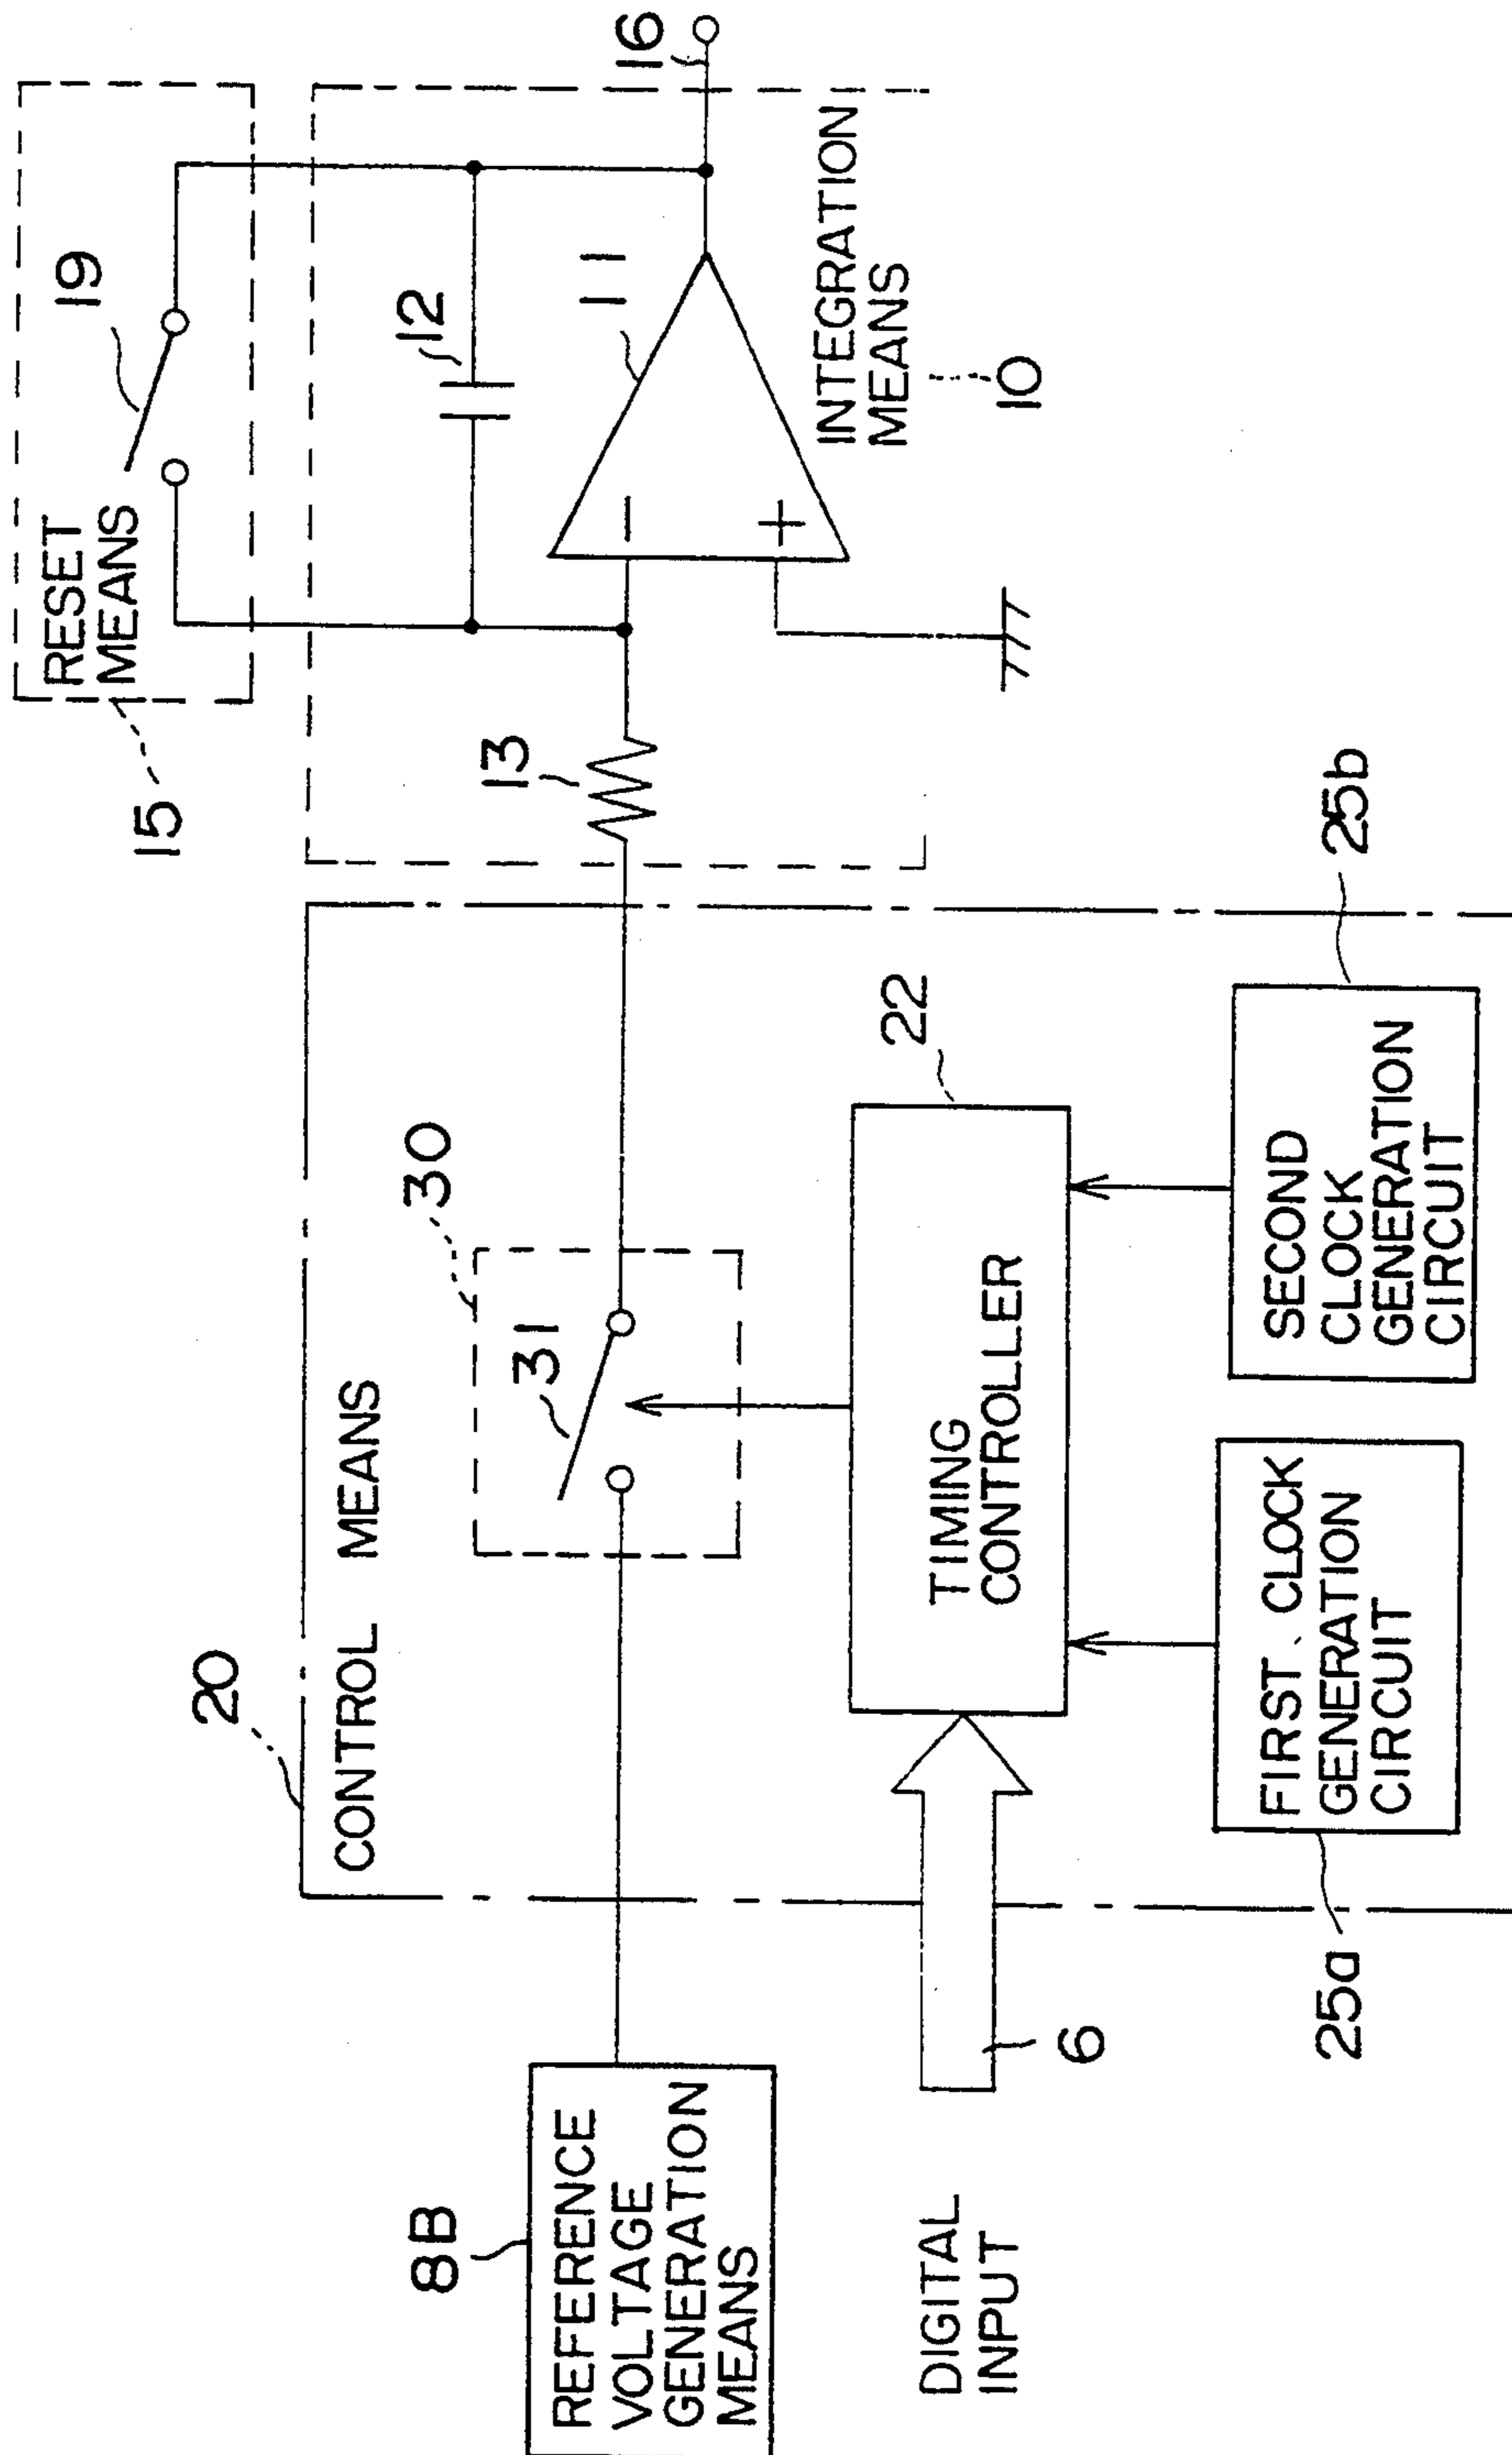 RESET
MEANS
15
19
16
12
11
13
INTEGRATION
MEANS
10
20
CONTROL MEANS
30
31
22
TIMING
CONTROLLER
8B
REFERENCE
VOLTAGE
GENERATION
MEANS
DIGITAL
INPUT
6
25a
FIRST CLOCK
GENERATION
CIRCUIT
25b
SECOND
CLOCK
GENERATION
CIRCUIT
−
+